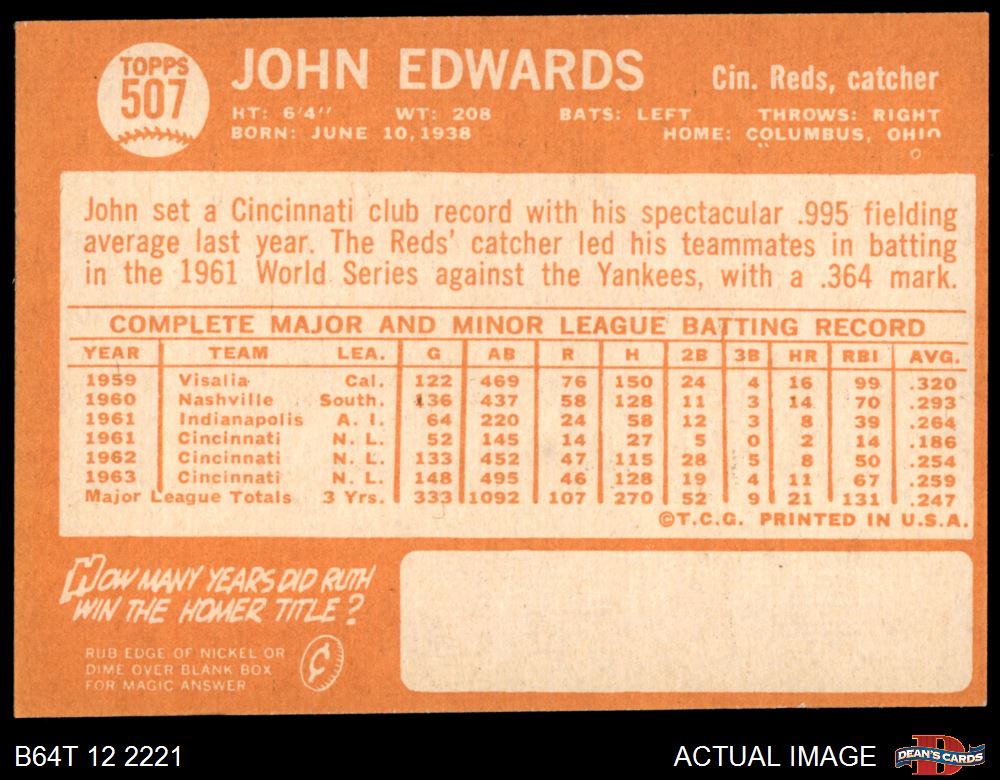 TOPPS
507
JOHN EDWARDS
Cin. Reds, catcher
HT: 6'4" WT: 208 BATS: LEFT THROWS: RIGHT
BORN: JUNE 10, 1938 HOME: COLUMBUS, OHIO
John set a Cincinnati club record with his spectacular .995 fielding
average last year. The Reds' catcher led his teammates in batting
in the 1961 World Series against the Yankees, with a .364 mark.
COMPLETE MAJOR AND MINOR LEAGUE BATTING RECORD
YEAR TEAM LEA. G AB R H 2B 3B HR RBI AVG.
1959 Visalia Cal. 122 469 76 150 24 4 16 99 .320
1960 Nashville South. 136 437 58 128 11 3 14 70 .293
1961 Indianapolis A. I. 64 220 24 58 12 3 8 39 .264
1961 Cincinnati N. L. 52 145 14 27 5 0 2 14 .186
1962 Cincinnati N. L. 133 452 47 115 28 5 8 50 .254
1963 Cincinnati N. L. 148 495 46 128 19 4 11 67 .259
Major League Totals 3 Yrs. 333 1092 107 270 52 9 21 131 .247
©T.C.G. PRINTED IN U.S.A.
HOW MANY YEARS DID RUTH
WIN THE HOMER TITLE?
RUB EDGE OF NICKEL OR
DIME OVER BLANK BOX
FOR MAGIC ANSWER
¢
B64T 12 2221
ACTUAL IMAGE
DEAN'S CARDS